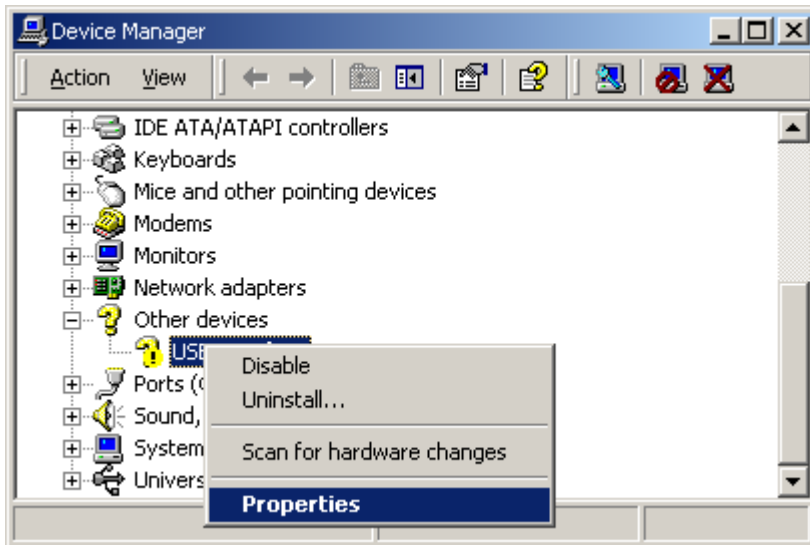 Device Manager
Action View
IDE ATA/ATAPI controllers
Keyboards
Mice and other pointing devices
Modems
Monitors
Network adapters
Other devices
USB
Ports (
Sound,
System
Univers
Disable
Uninstall...
Scan for hardware changes
Properties